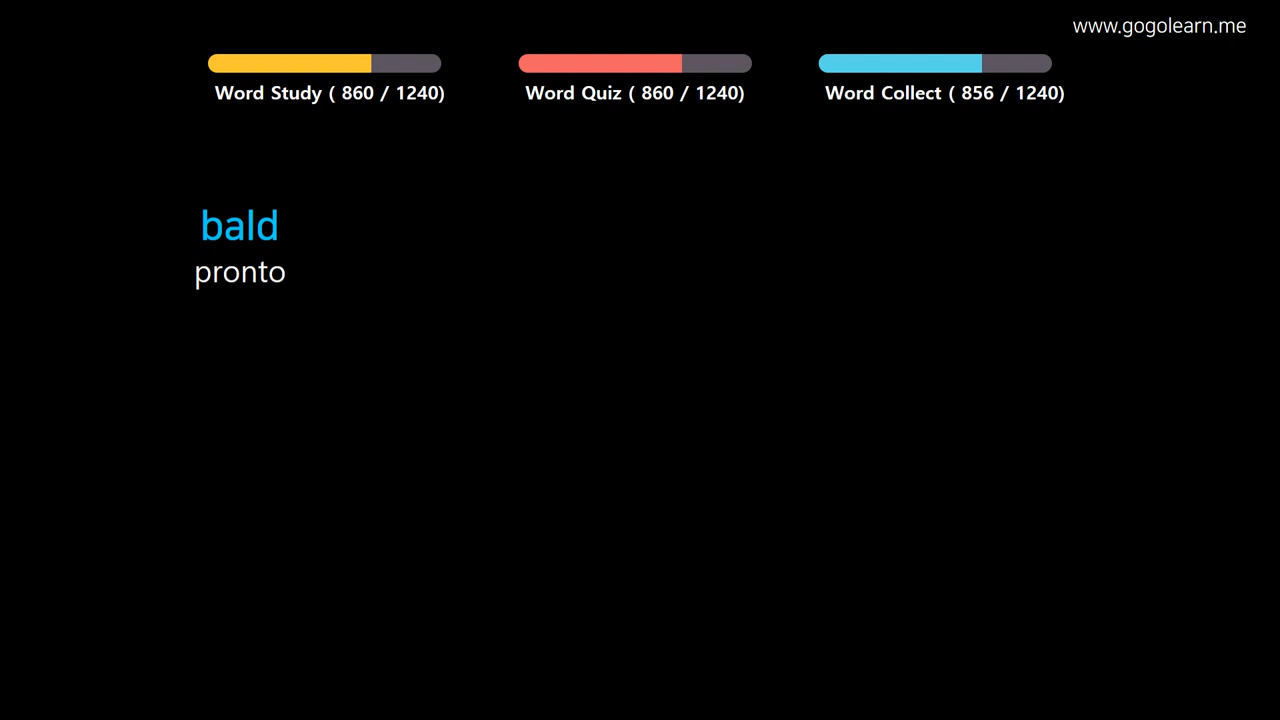 www.gogolearn.me
Word Study ( 860 / 1240)
Word Quiz ( 860 / 1240)
Word Collect ( 856 / 1240)
bald
pronto